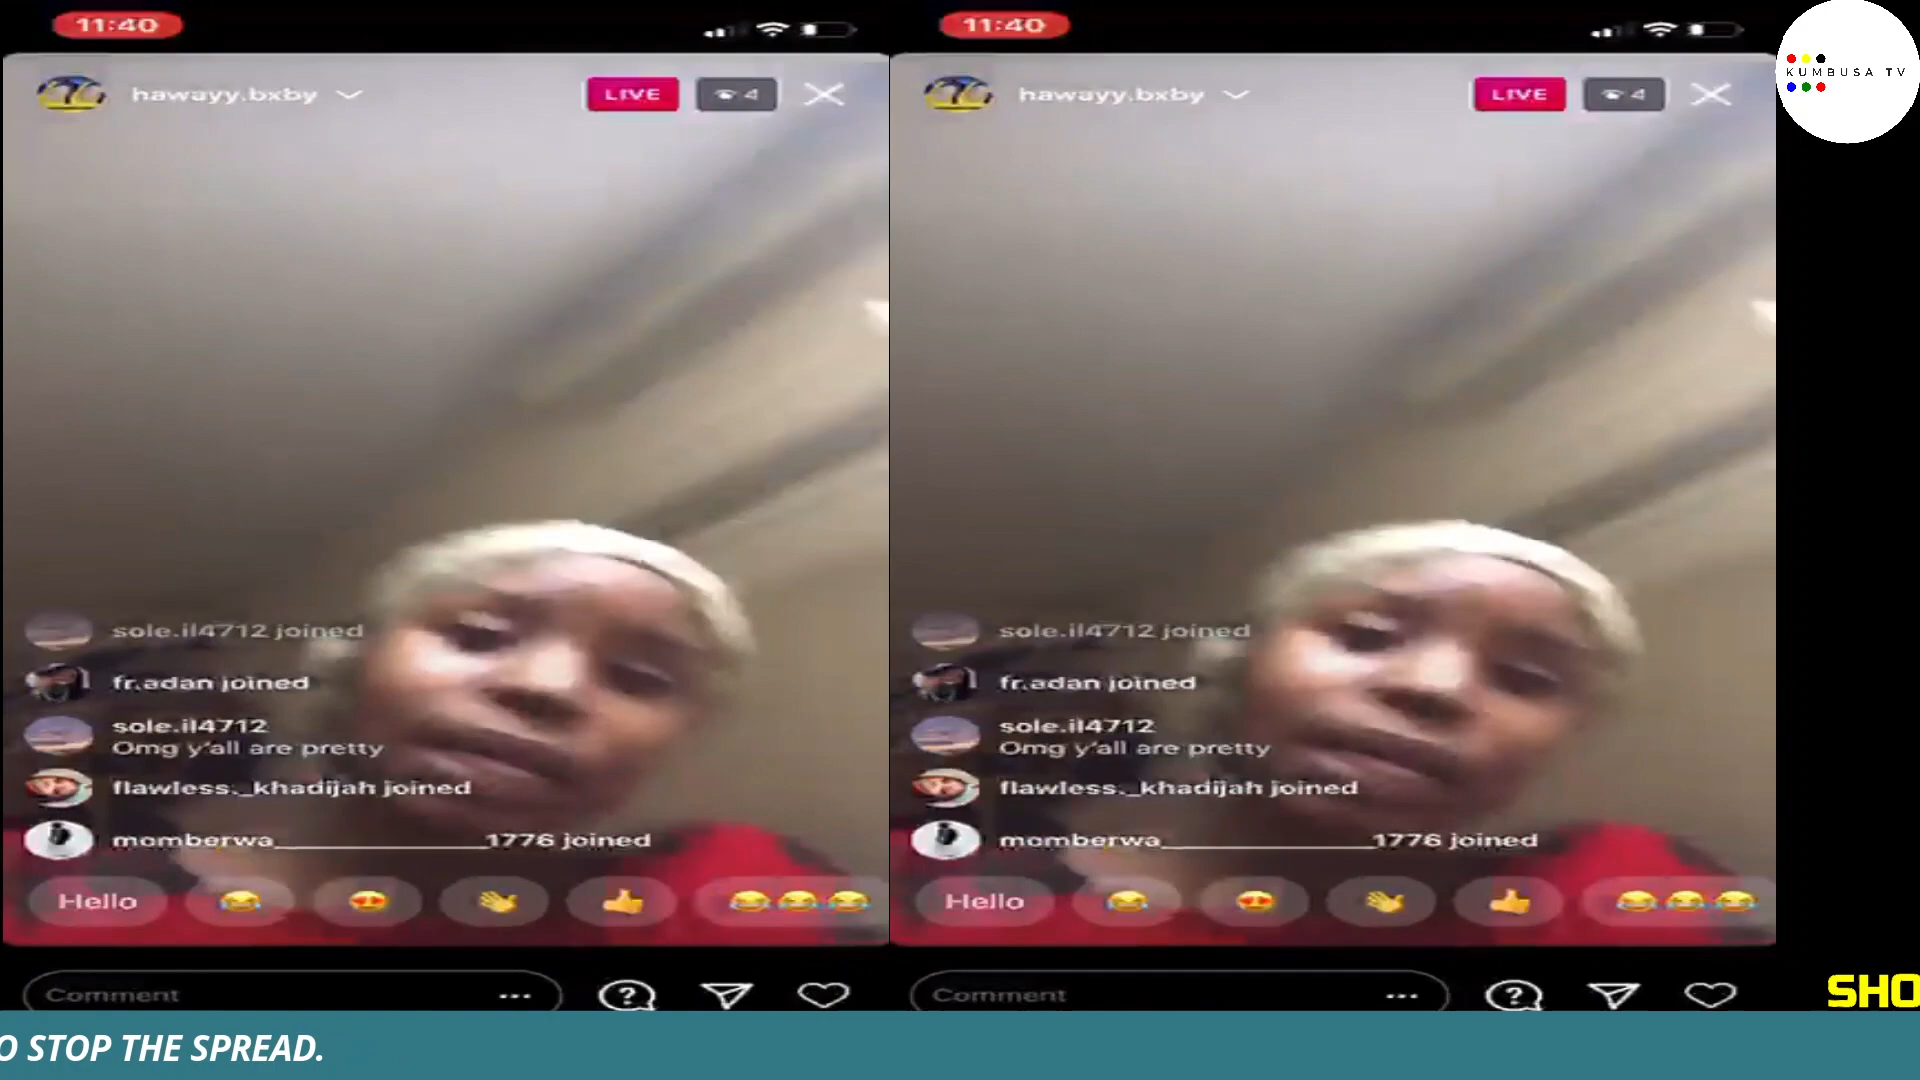 11:40
hawayy.bxby
LIVE
4
sole.il4712 joined
fr.adan joined
sole.il4712
Omg y'all are pretty
flawless._khadijah joined
momberwa______________1776 joined
Hello
Comment
11:40
hawayy.bxby
LIVE
4
sole.il4712 joined
fr.adan joined
sole.il4712
Omg y'all are pretty
flawless._khadijah joined
momberwa______________1776 joined
Hello
Comment
KUMBUSA TV
SHO
O STOP THE SPREAD.